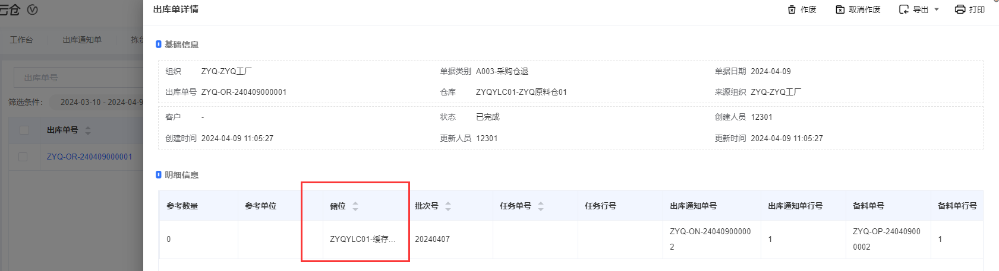 云仓
出库单详情
作废 取消作废 导出 打印
工作台 出库通知单
基础信息
组织 ZYQ-ZYQ工厂 单据类别 A003-采购仓退 单据日期 2024-04-09
出库单号
出库单号 ZYQ-OR-240409000001 仓库 ZYQYLC01-ZYQ原料仓01 来源组织 ZYQ-ZYQ工厂
筛选条件： 2024-03-10 - 2024-04-9
客户 - 状态 已完成 创建人员 12301
出库单号
创建时间 2024-04-09 11:05:27 更新人员 12301 更新时间 2024-04-09 11:05:27
ZYQ-OR-240409000001
明细信息
参考数量 参考单位 储位 批次号 任务单号 任务行号 出库通知单号 出库通知单行号 备料单号 备料单行号
0 ZYQYLC01-缓存... 20240407 ZYQ-ON-24040900000 1 ZYQ-OP-24040900 1
2 0002